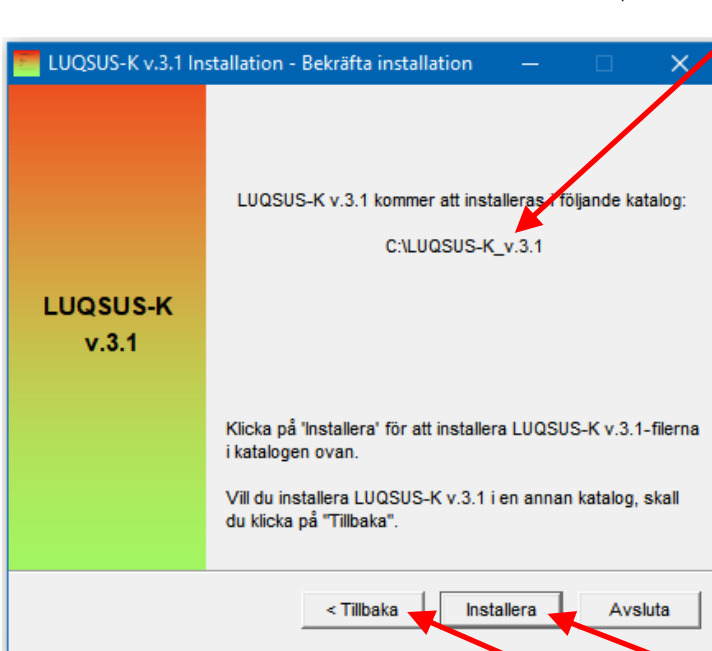 LUQSUS-K v.3.1 Installation - Bekräfta installation
LUQSUS-K v.3.1 kommer att installeras i följande katalog:
C:\LUQSUS-K_v.3.1
LUQSUS-K
v.3.1
Klicka på 'Installera' för att installera LUQSUS-K v.3.1-filerna
i katalogen ovan.
Vill du installera LUQSUS-K v.3.1 i en annan katalog, skall
du klicka på "Tillbaka".
< Tillbaka
Installera
Avsluta